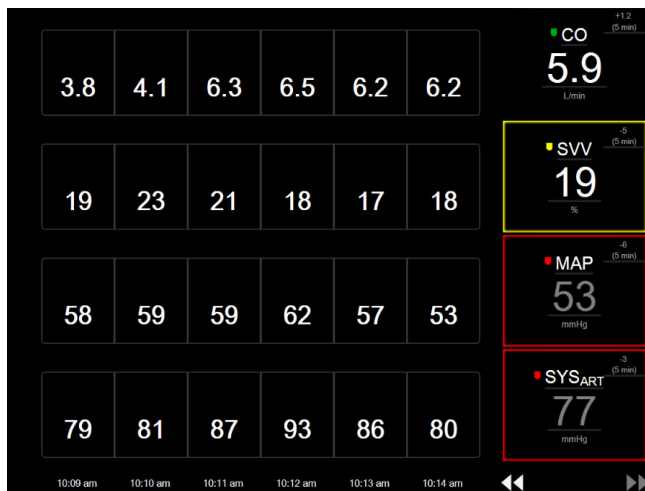 +1.2
(5 min)
CO
3.8 4.1 6.3 6.5 6.2 6.2 5.9
L/min
-5
(5 min)
SVV
19 23 21 18 17 18 19
%
-6
(5 min)
MAP
58 59 59 62 57 53 53
mmHg
-3
(5 min)
SYSART
79 81 87 93 86 80 77
mmHg
10:09 am 10:10 am 10:11 am 10:12 am 10:13 am 10:14 am